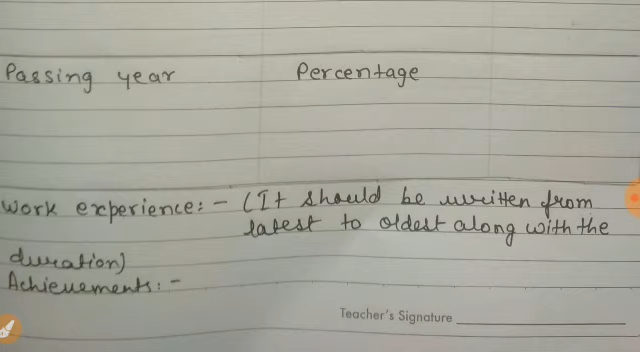 Passing year Percentage
Work experience:- (It should be written from
latest to oldest along with the
duration)
Achievements:-
Teacher's Signature